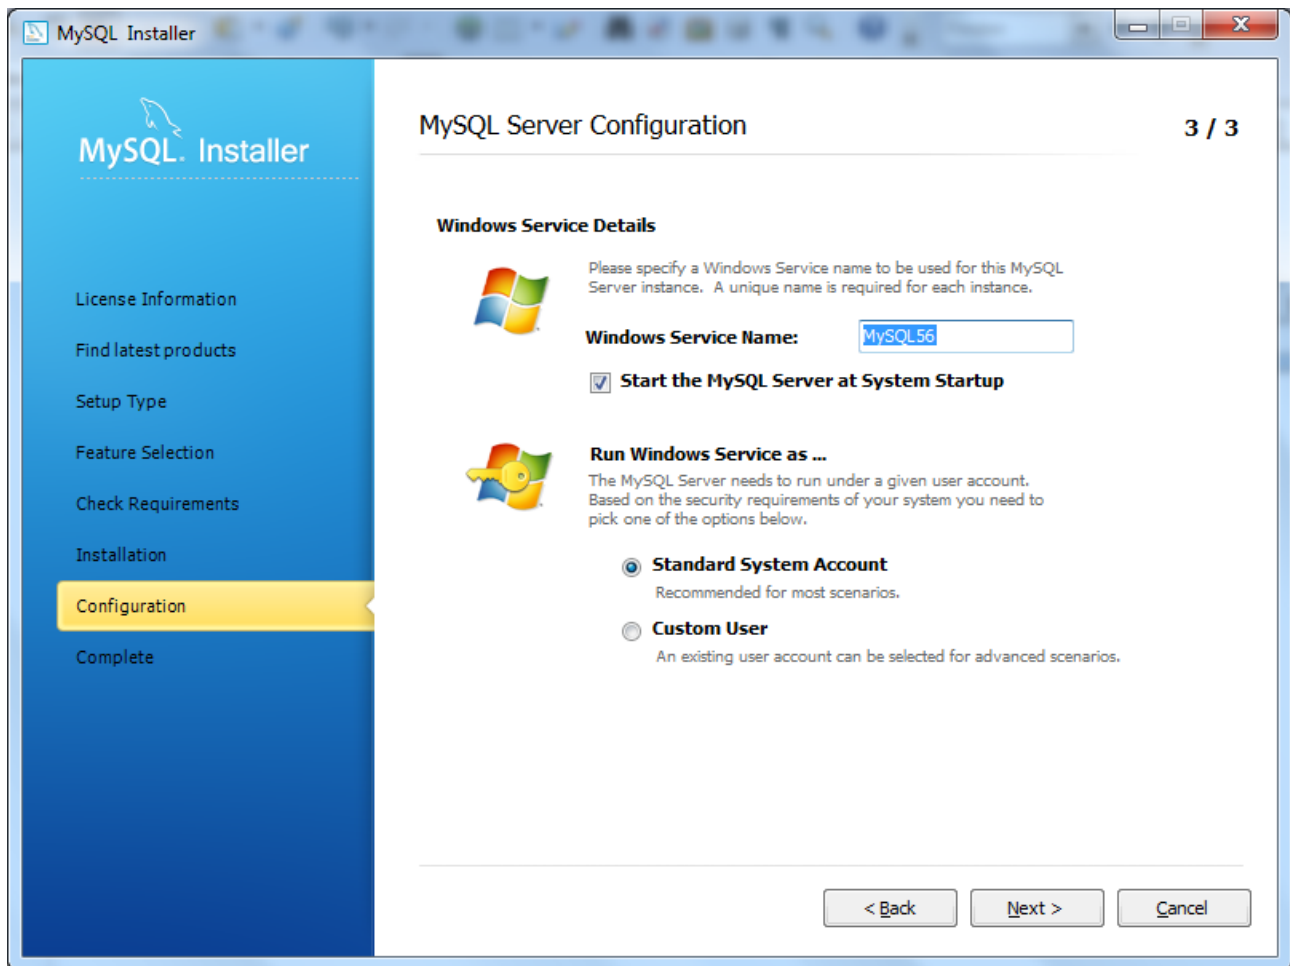 MySQL Installer
MySQL. Installer
License Information
Find latest products
Setup Type
Feature Selection
Check Requirements
Installation
Configuration
Complete
MySQL Server Configuration
3 / 3
Windows Service Details
Please specify a Windows Service name to be used for this MySQL
Server instance. A unique name is required for each instance.
Windows Service Name:
MySQL56
Start the MySQL Server at System Startup
Run Windows Service as ...
The MySQL Server needs to run under a given user account.
Based on the security requirements of your system you need to
pick one of the options below.
Standard System Account
Recommended for most scenarios.
Custom User
An existing user account can be selected for advanced scenarios.
< Back
Next >
Cancel